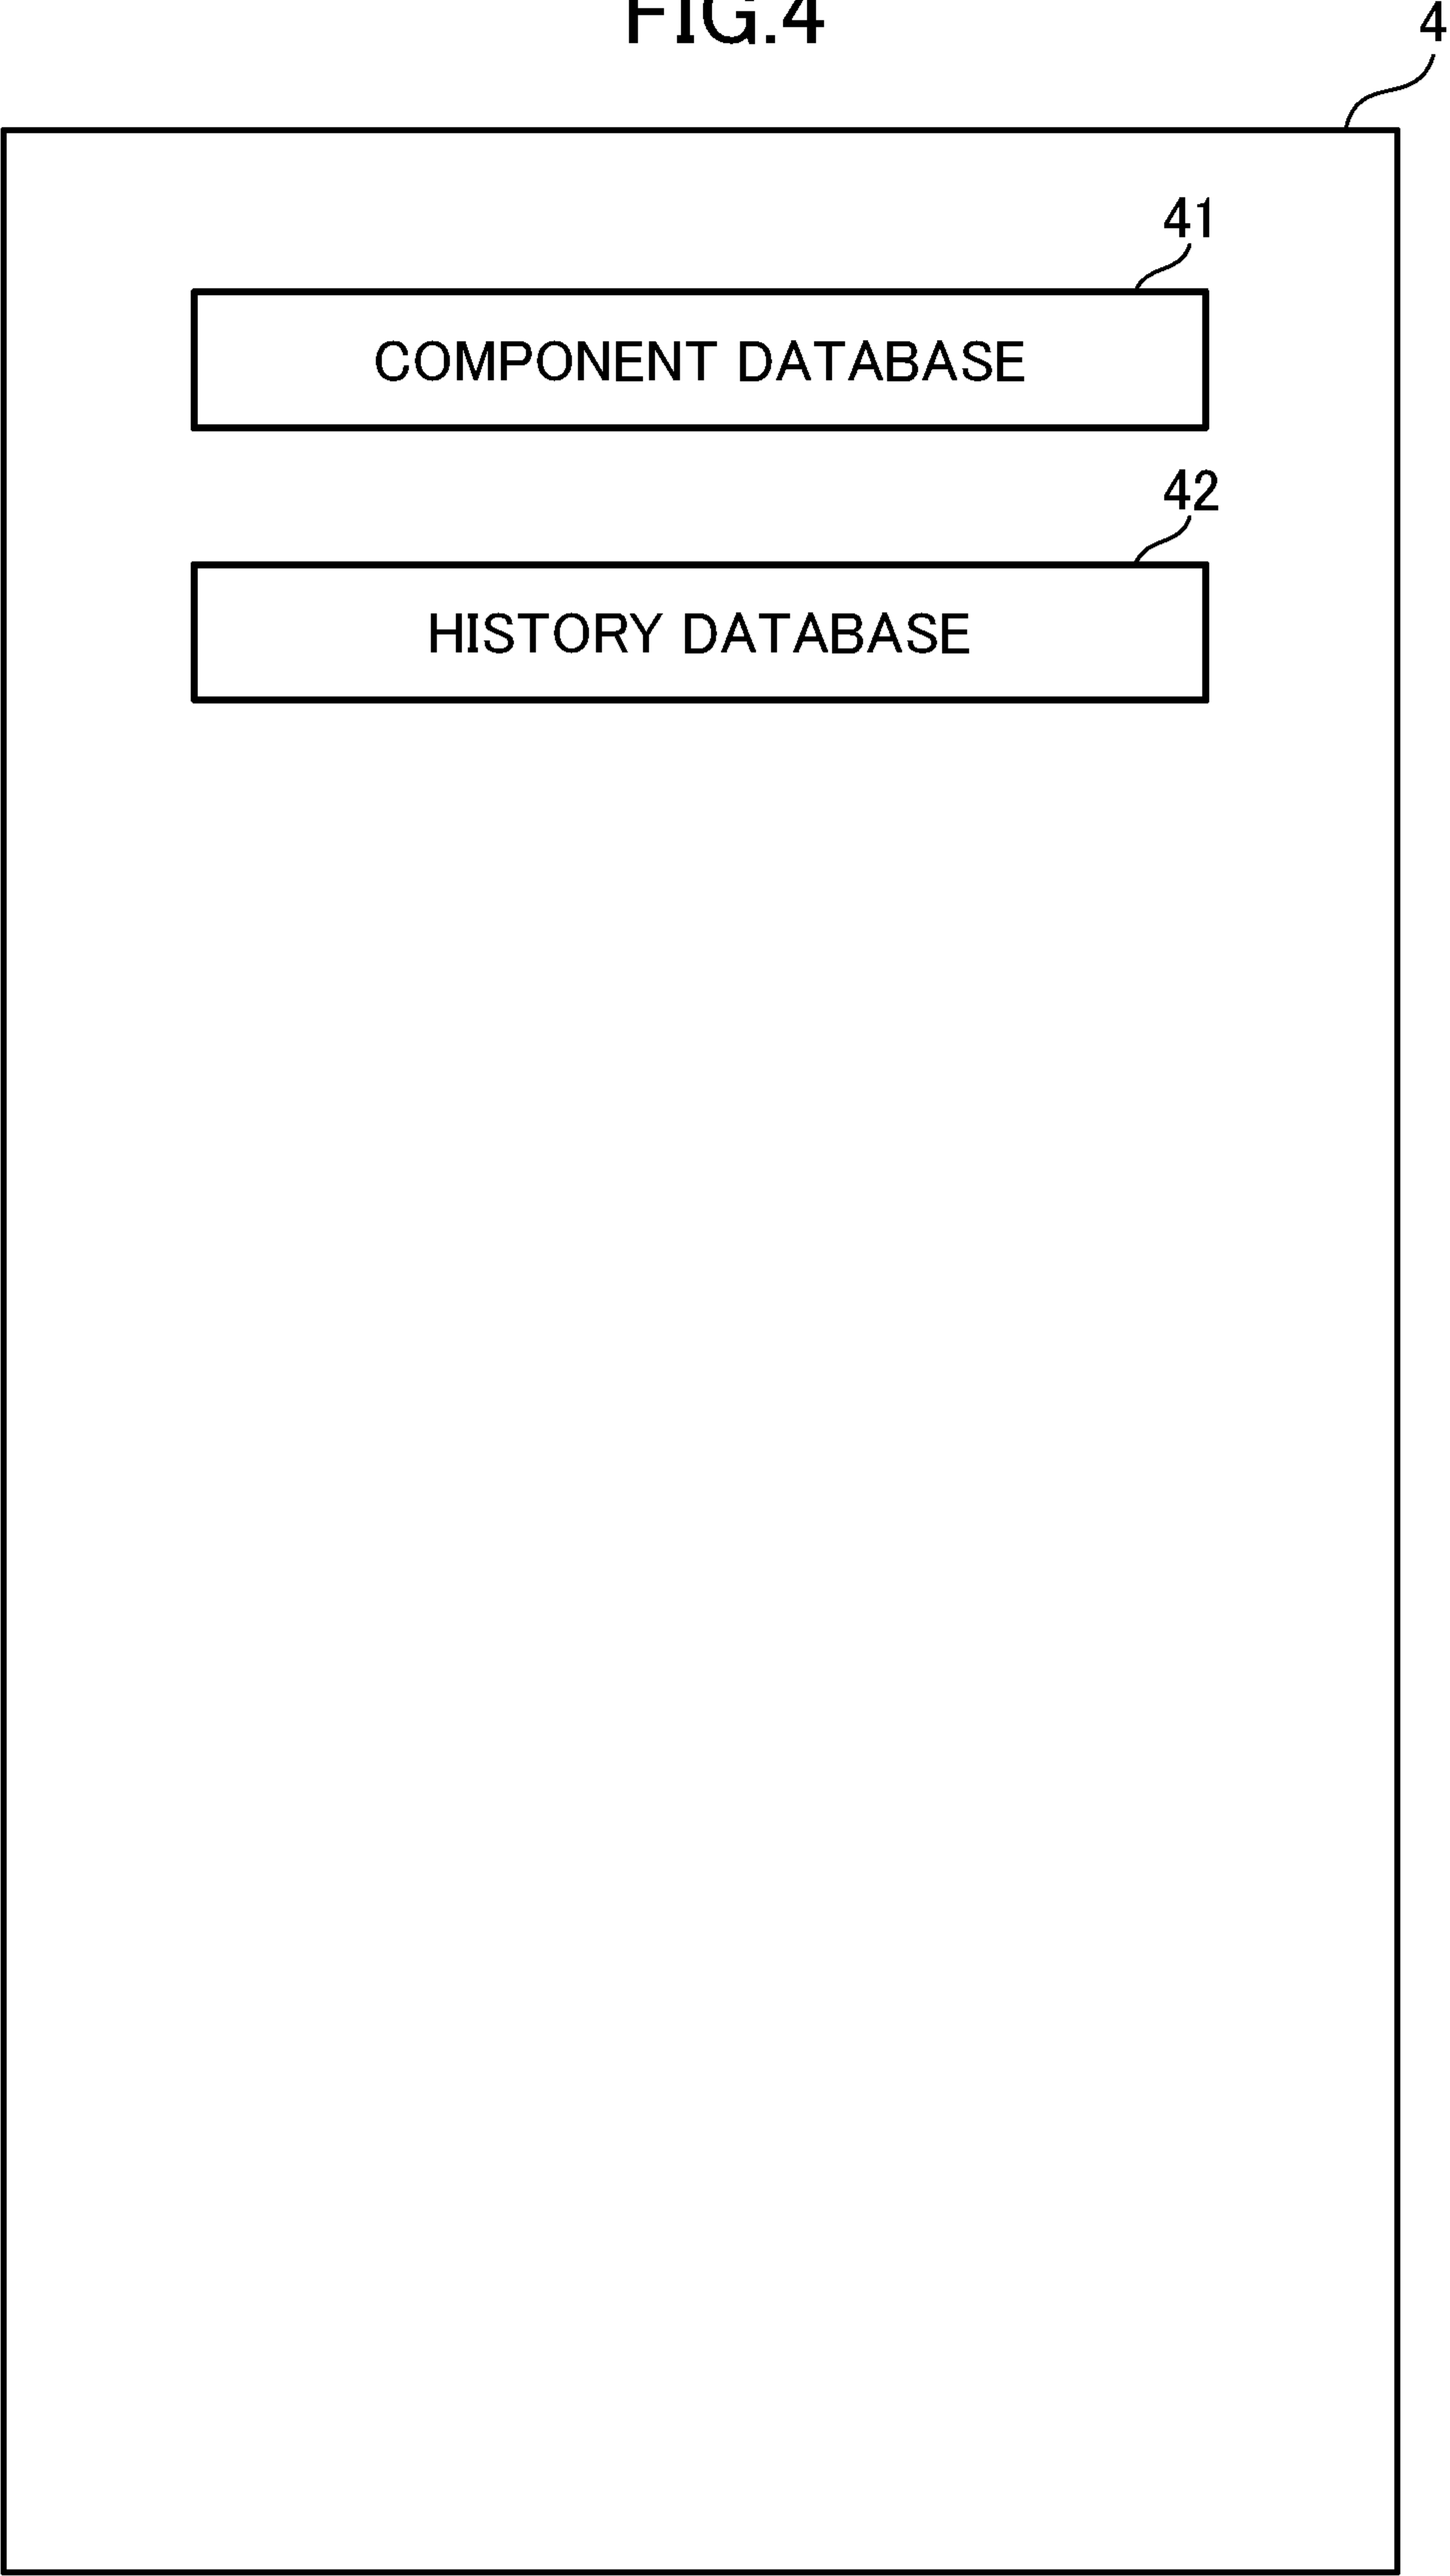 FIG.4
4
41
COMPONENT DATABASE
42
HISTORY DATABASE